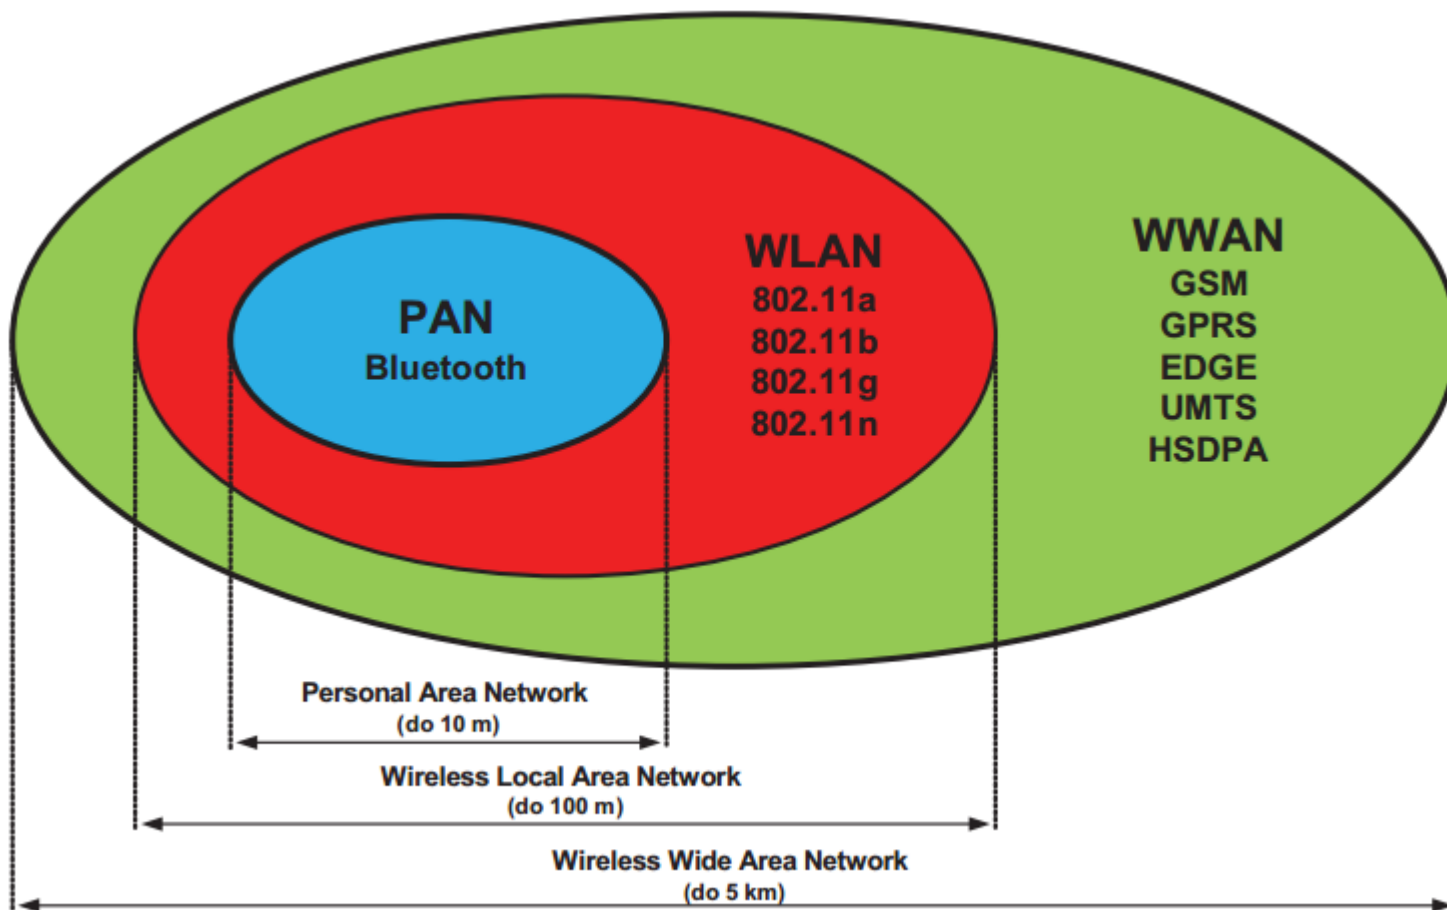 PAN
Bluetooth
WLAN
802.11a
802.11b
802.11g
802.11n
WWAN
GSM
GPRS
EDGE
UMTS
HSDPA
Personal Area Network
(do 10 m)
Wireless Local Area Network
(do 100 m)
Wireless Wide Area Network
(do 5 km)